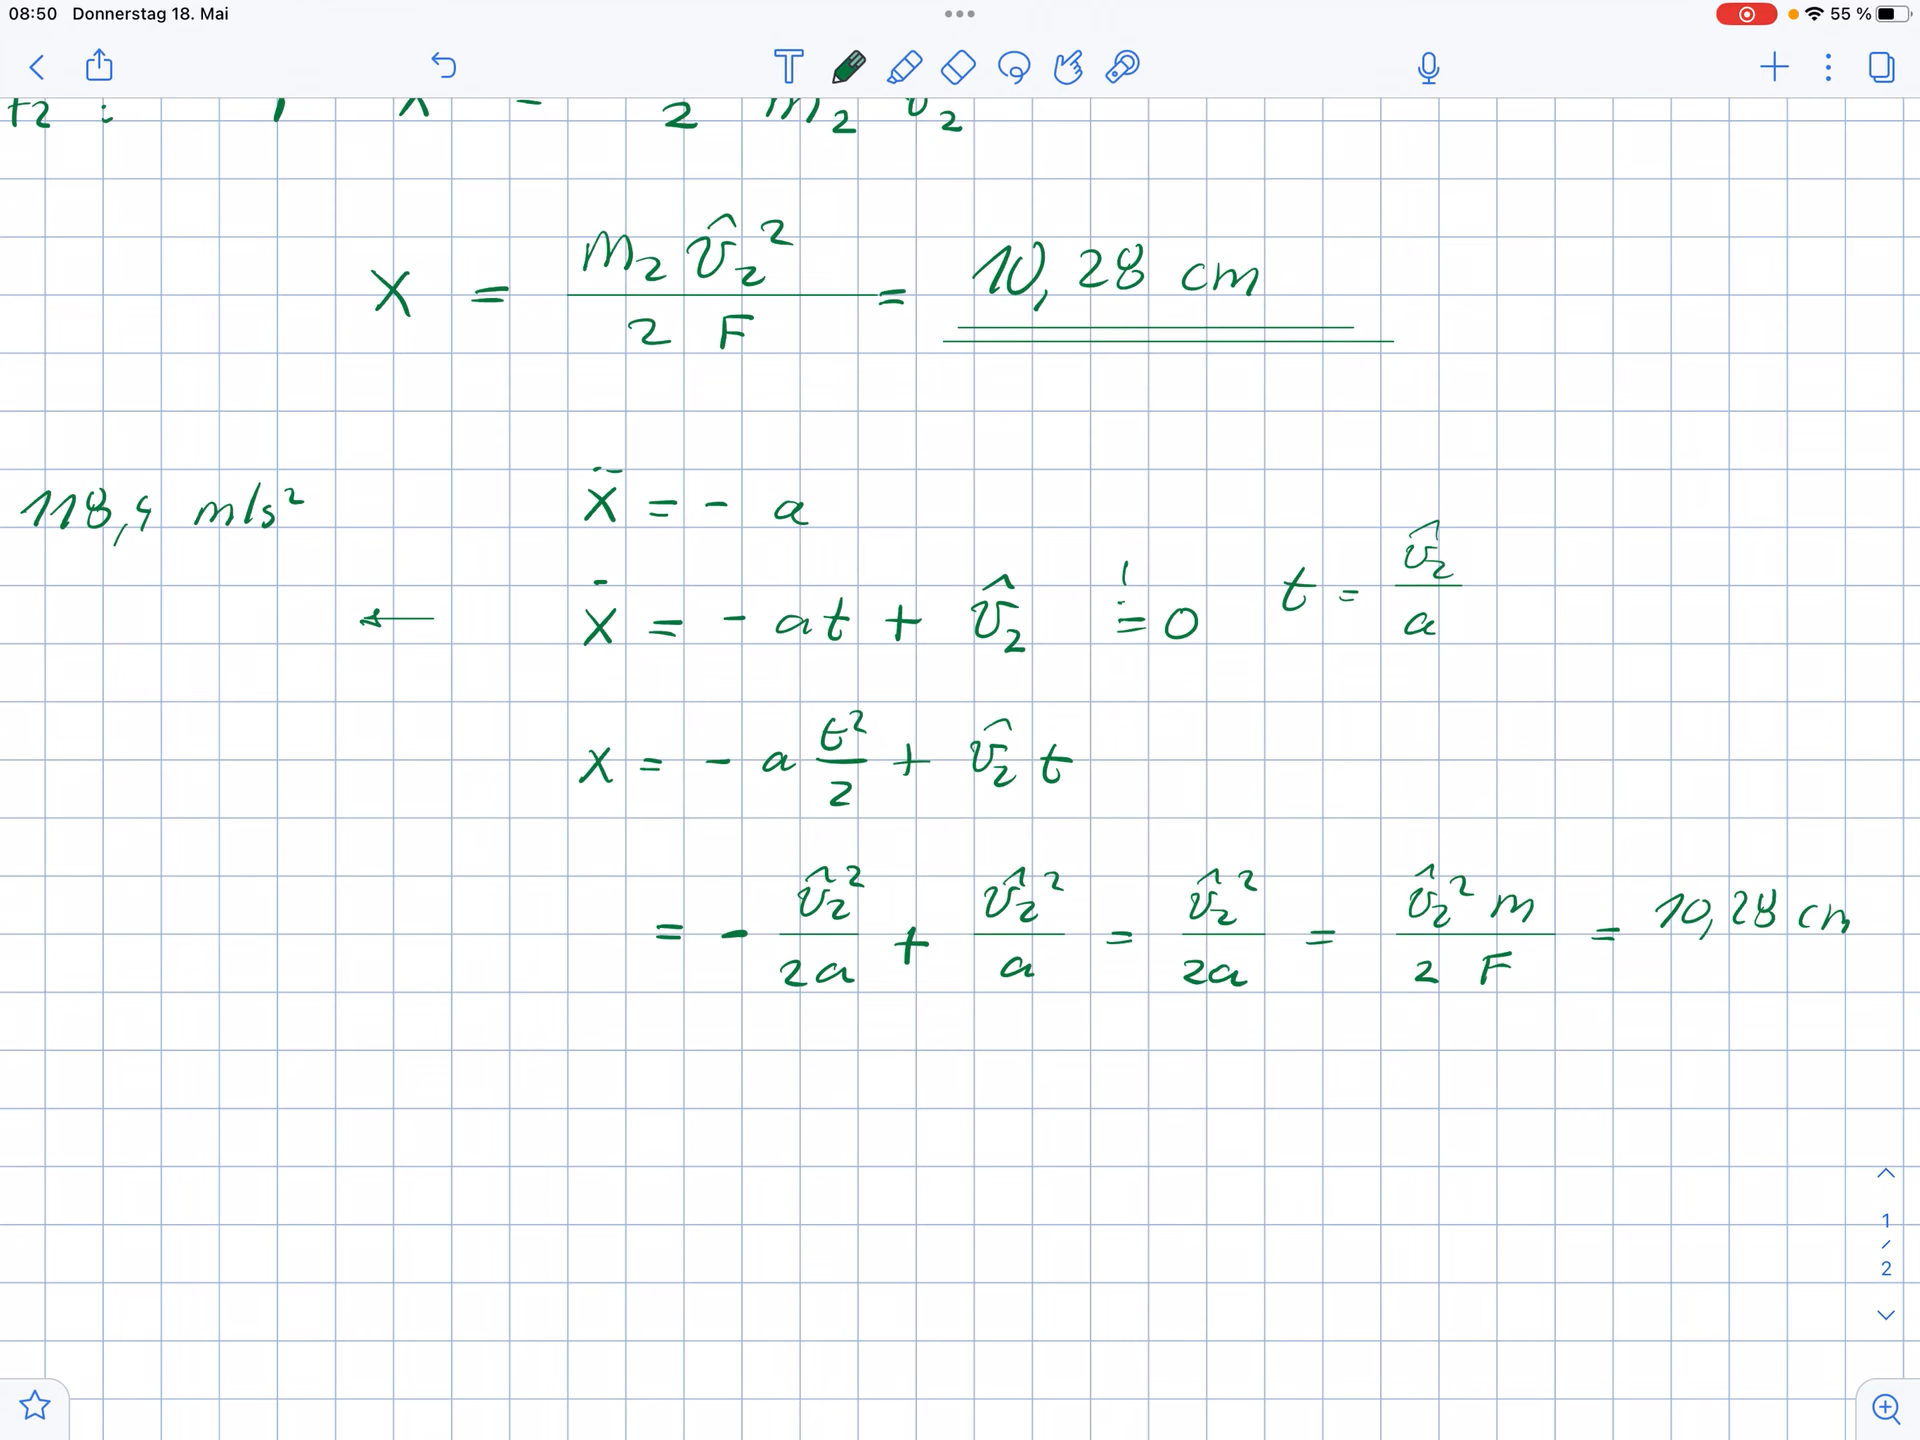 08:50 Donnerstag 18. Mai 55 %
x = m₂ v̂₂² / 2 F = 10,28 cm
118,4 m/s² ẍ = - a
← ẋ = - at + v̂₂ != 0 t = v̂₂ / a
x = - a t²/2 + v̂₂ t
= - v̂₂²/2a + v̂₂²/a = v̂₂²/2a = v̂₂² m / 2 F = 10,28 cm
1
/
2